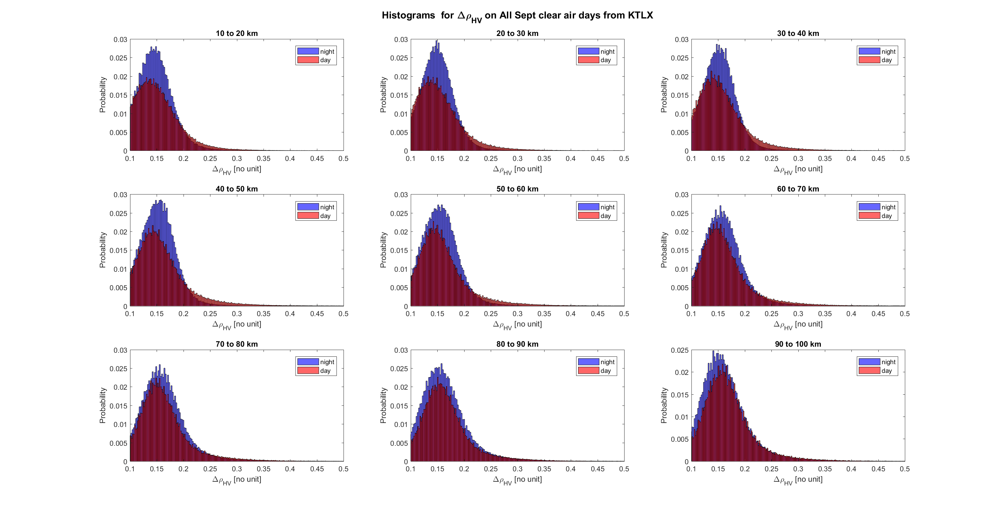 Histograms for Δρ_HV on All Sept clear air days from KTLX
10 to 20 km
0.03
0.025
0.02
0.015
0.01
0.005
0
Probability
0.1 0.15 0.2 0.25 0.3 0.35 0.4 0.45 0.5
Δρ_HV [no unit]
night
day
20 to 30 km
0.03
0.025
0.02
0.015
0.01
0.005
0
Probability
0.1 0.15 0.2 0.25 0.3 0.35 0.4 0.45 0.5
Δρ_HV [no unit]
night
day
30 to 40 km
0.03
0.025
0.02
0.015
0.01
0.005
0
Probability
0.1 0.15 0.2 0.25 0.3 0.35 0.4 0.45 0.5
Δρ_HV [no unit]
night
day
40 to 50 km
0.03
0.025
0.02
0.015
0.01
0.005
0
Probability
0.1 0.15 0.2 0.25 0.3 0.35 0.4 0.45 0.5
Δρ_HV [no unit]
night
day
50 to 60 km
0.03
0.025
0.02
0.015
0.01
0.005
0
Probability
0.1 0.15 0.2 0.25 0.3 0.35 0.4 0.45 0.5
Δρ_HV [no unit]
night
day
60 to 70 km
0.03
0.025
0.02
0.015
0.01
0.005
0
Probability
0.1 0.15 0.2 0.25 0.3 0.35 0.4 0.45 0.5
Δρ_HV [no unit]
night
day
70 to 80 km
0.03
0.025
0.02
0.015
0.01
0.005
0
Probability
0.1 0.15 0.2 0.25 0.3 0.35 0.4 0.45 0.5
Δρ_HV [no unit]
night
day
80 to 90 km
0.03
0.025
0.02
0.015
0.01
0.005
0
Probability
0.1 0.15 0.2 0.25 0.3 0.35 0.4 0.45 0.5
Δρ_HV [no unit]
night
day
90 to 100 km
0.025
0.02
0.015
0.01
0.005
0
Probability
0.1 0.15 0.2 0.25 0.3 0.35 0.4 0.45 0.5
Δρ_HV [no unit]
night
day